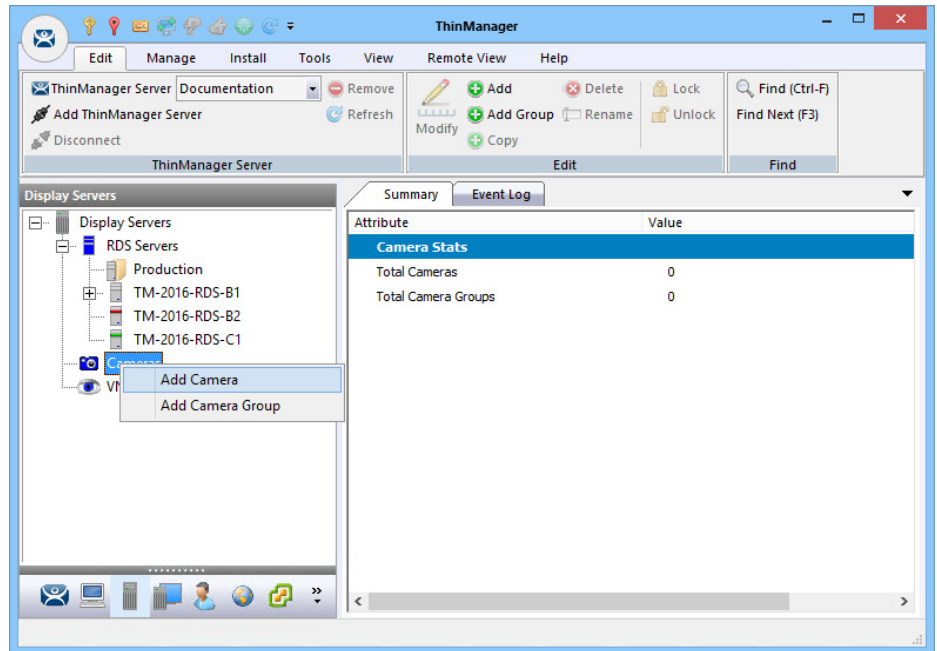 ThinManager
Edit Manage Install Tools View Remote View Help
ThinManager Server Documentation
Add ThinManager Server
Disconnect
Remove
Refresh
ThinManager Server
Modify
Add
Add Group
Copy
Delete
Rename
Lock
Unlock
Edit
Find (Ctrl-F)
Find Next (F3)
Find
Display Servers
Display Servers
RDS Servers
Production
TM-2016-RDS-B1
TM-2016-RDS-B2
TM-2016-RDS-C1
Cameras
Add Camera
Add Camera Group
Summary Event Log
Attribute Value
Camera Stats
Total Cameras 0
Total Camera Groups 0